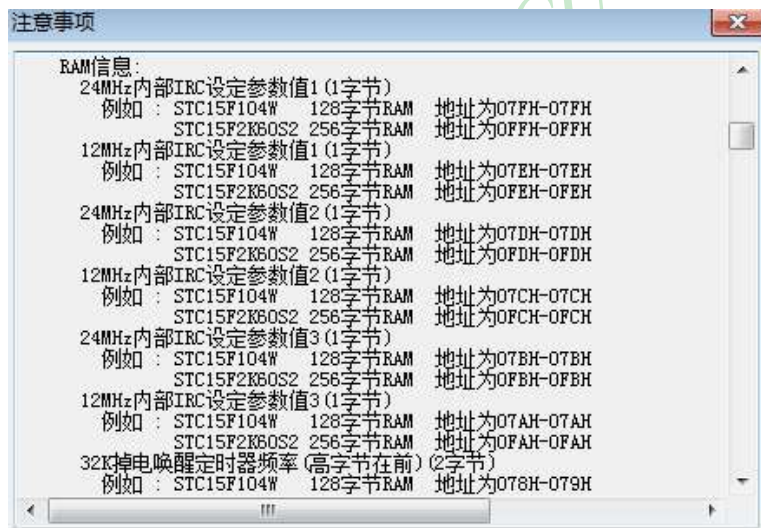 CU
注意事项
RAM信息:
24MHz内部IRC设定参数值1(1字节)
例如 : STC15F104W 128字节RAM 地址为07FH-07FH
STC15F2K60S2 256字节RAM 地址为0FFH-0FFH
12MHz内部IRC设定参数值1(1字节)
例如 : STC15F104W 128字节RAM 地址为07EH-07EH
STC15F2K60S2 256字节RAM 地址为0FEH-0FEH
24MHz内部IRC设定参数值2(1字节)
例如 : STC15F104W 128字节RAM 地址为07DH-07DH
STC15F2K60S2 256字节RAM 地址为0FDH-0FDH
12MHz内部IRC设定参数值2(1字节)
例如 : STC15F104W 128字节RAM 地址为07CH-07CH
STC15F2K60S2 256字节RAM 地址为0FCH-0FCH
24MHz内部IRC设定参数值3(1字节)
例如 : STC15F104W 128字节RAM 地址为07BH-07BH
STC15F2K60S2 256字节RAM 地址为0FBH-0FBH
12MHz内部IRC设定参数值3(1字节)
例如 : STC15F104W 128字节RAM 地址为07AH-07AH
STC15F2K60S2 256字节RAM 地址为0FAH-0FAH
32K掉电唤醒定时器频率(高字节在前)(2字节)
例如 : STC15F104W 128字节RAM 地址为078H-079H